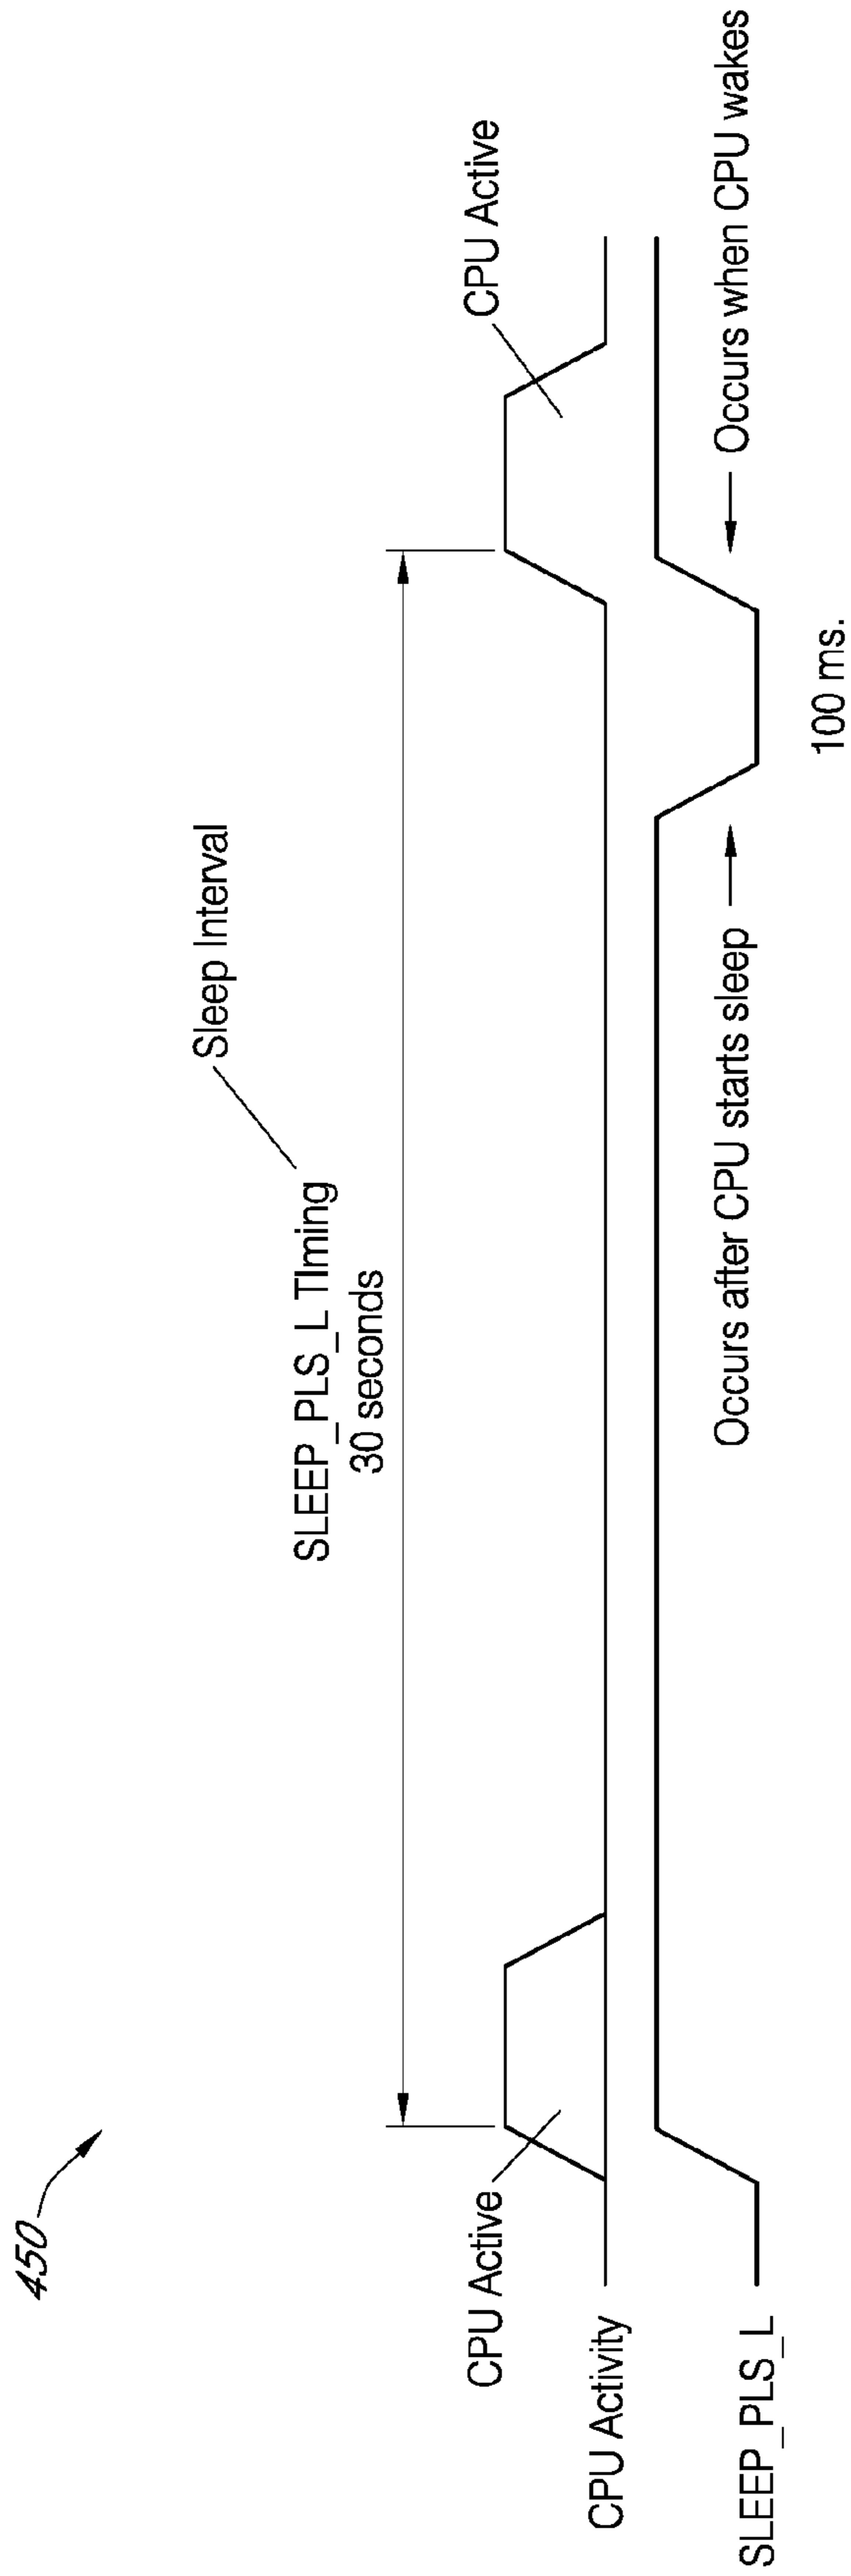 450
Sleep Interval
SLEEP_PLS_L TIming
30 seconds
CPU Active
CPU Active
CPU Activity
SLEEP_PLS_L
Occurs after CPU starts sleep
Occurs when CPU wakes
100 ms.